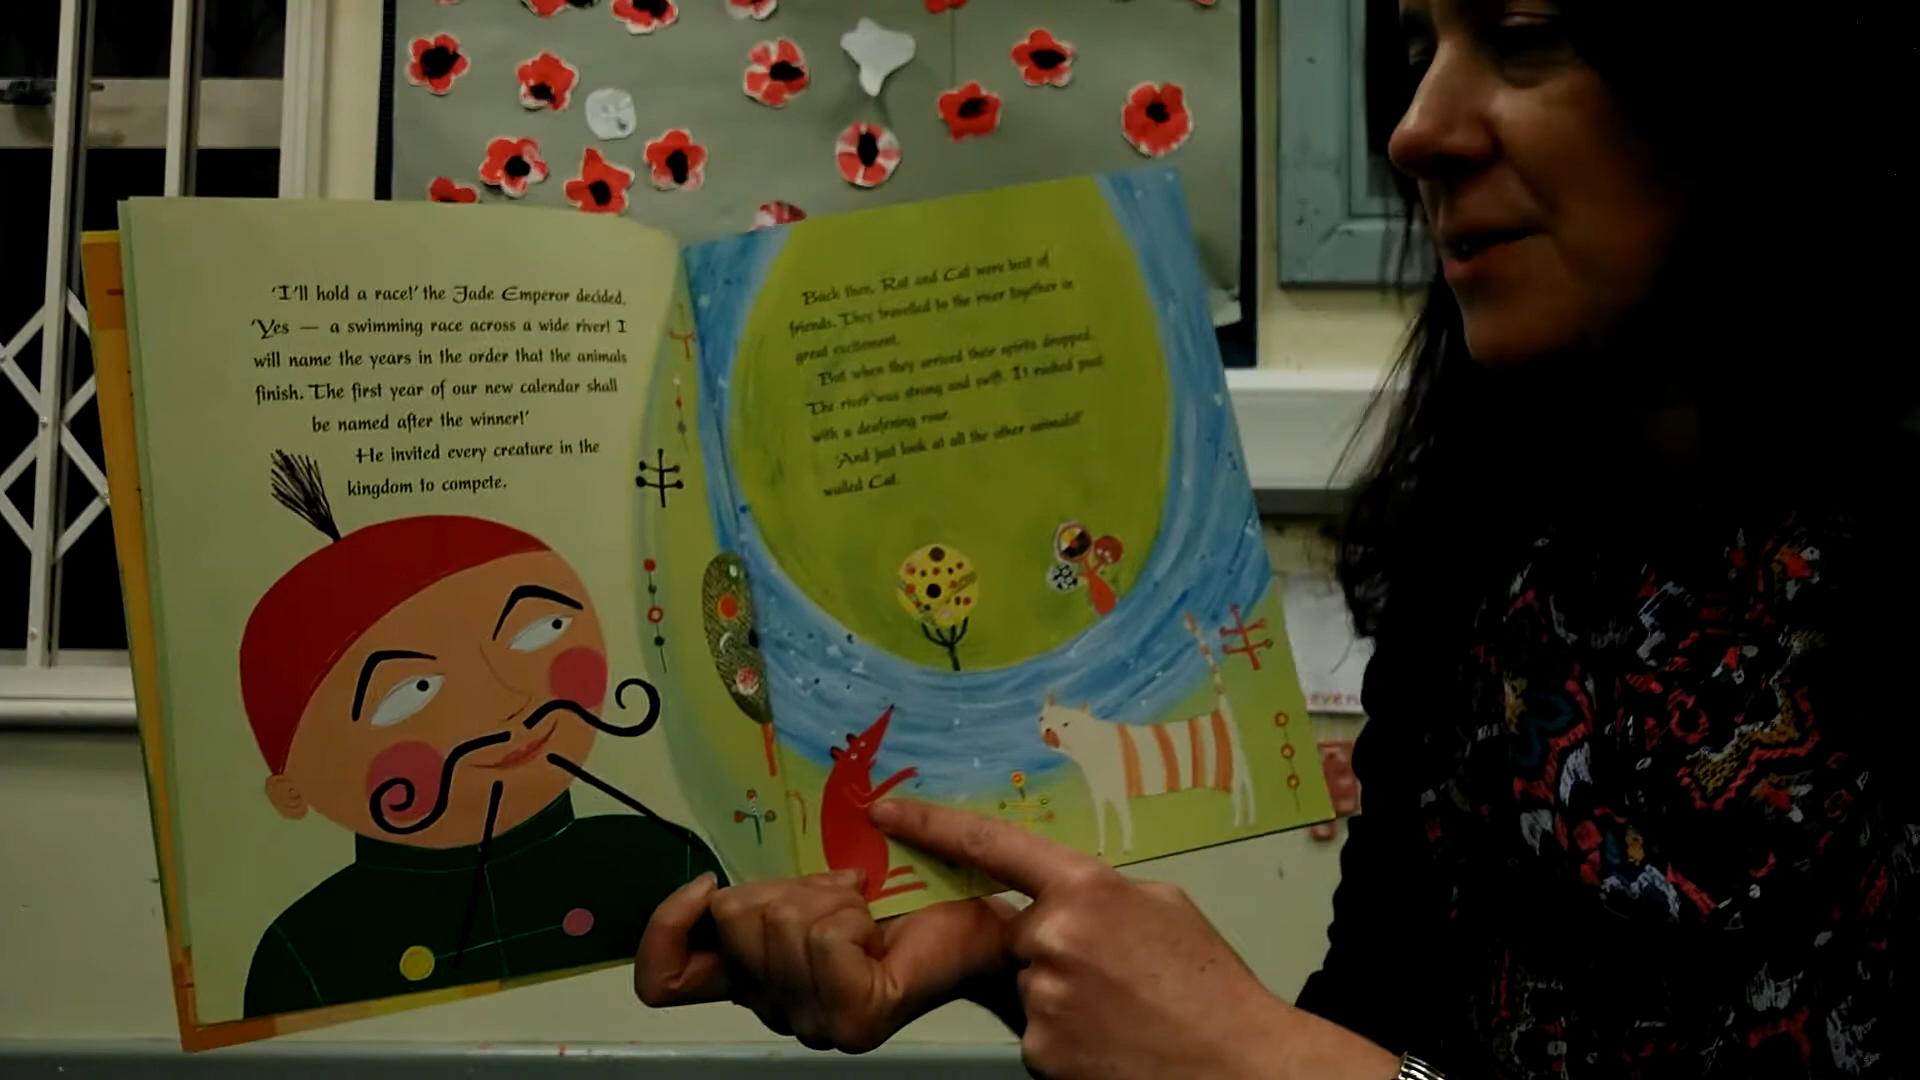 'I'll hold a race!' the Jade Emperor decided.
'Yes — a swimming race across a wide river! I
will name the years in the order that the animals
finish. The first year of our new calendar shall
be named after the winner!'
He invited every creature in the
kingdom to compete.
Back then, Rat and Cat were best of
friends. They travelled to the river together in
great excitement.
But when they arrived their spirits dropped.
The river was strong and swift. It rushed past
with a deafening roar.
'And just look at all the other animals!'
wailed Cat.
even